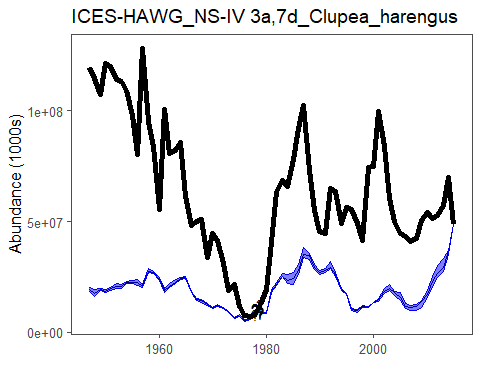 ICES-HAWG_NS-IV 3a,7d_Clupea_harengus
Abundance (1000s)
1e+08
5e+07
0e+00
1960
1980
2000